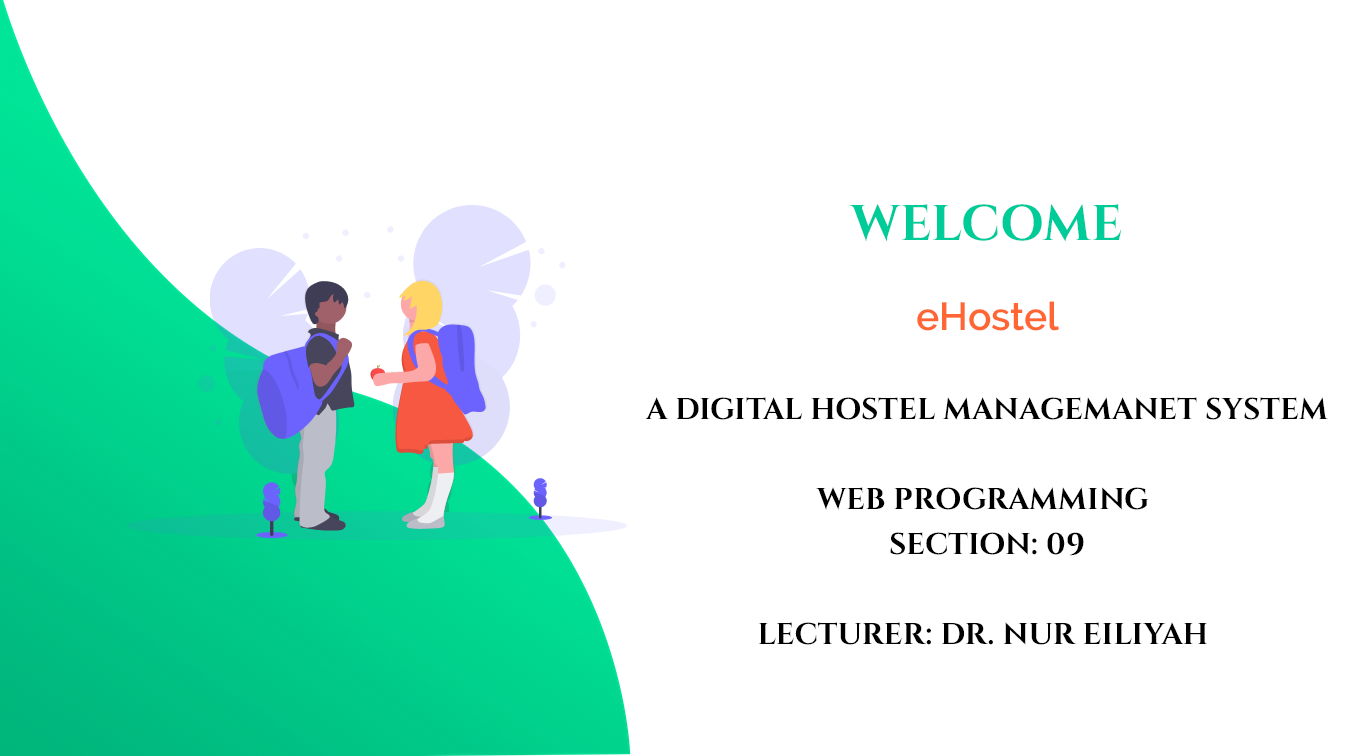 WELCOME
eHostel
A DIGITAL HOSTEL MANAGEMANET SYSTEM
WEB PROGRAMMING
SECTION: 09
LECTURER: DR. NUR EILIYAH